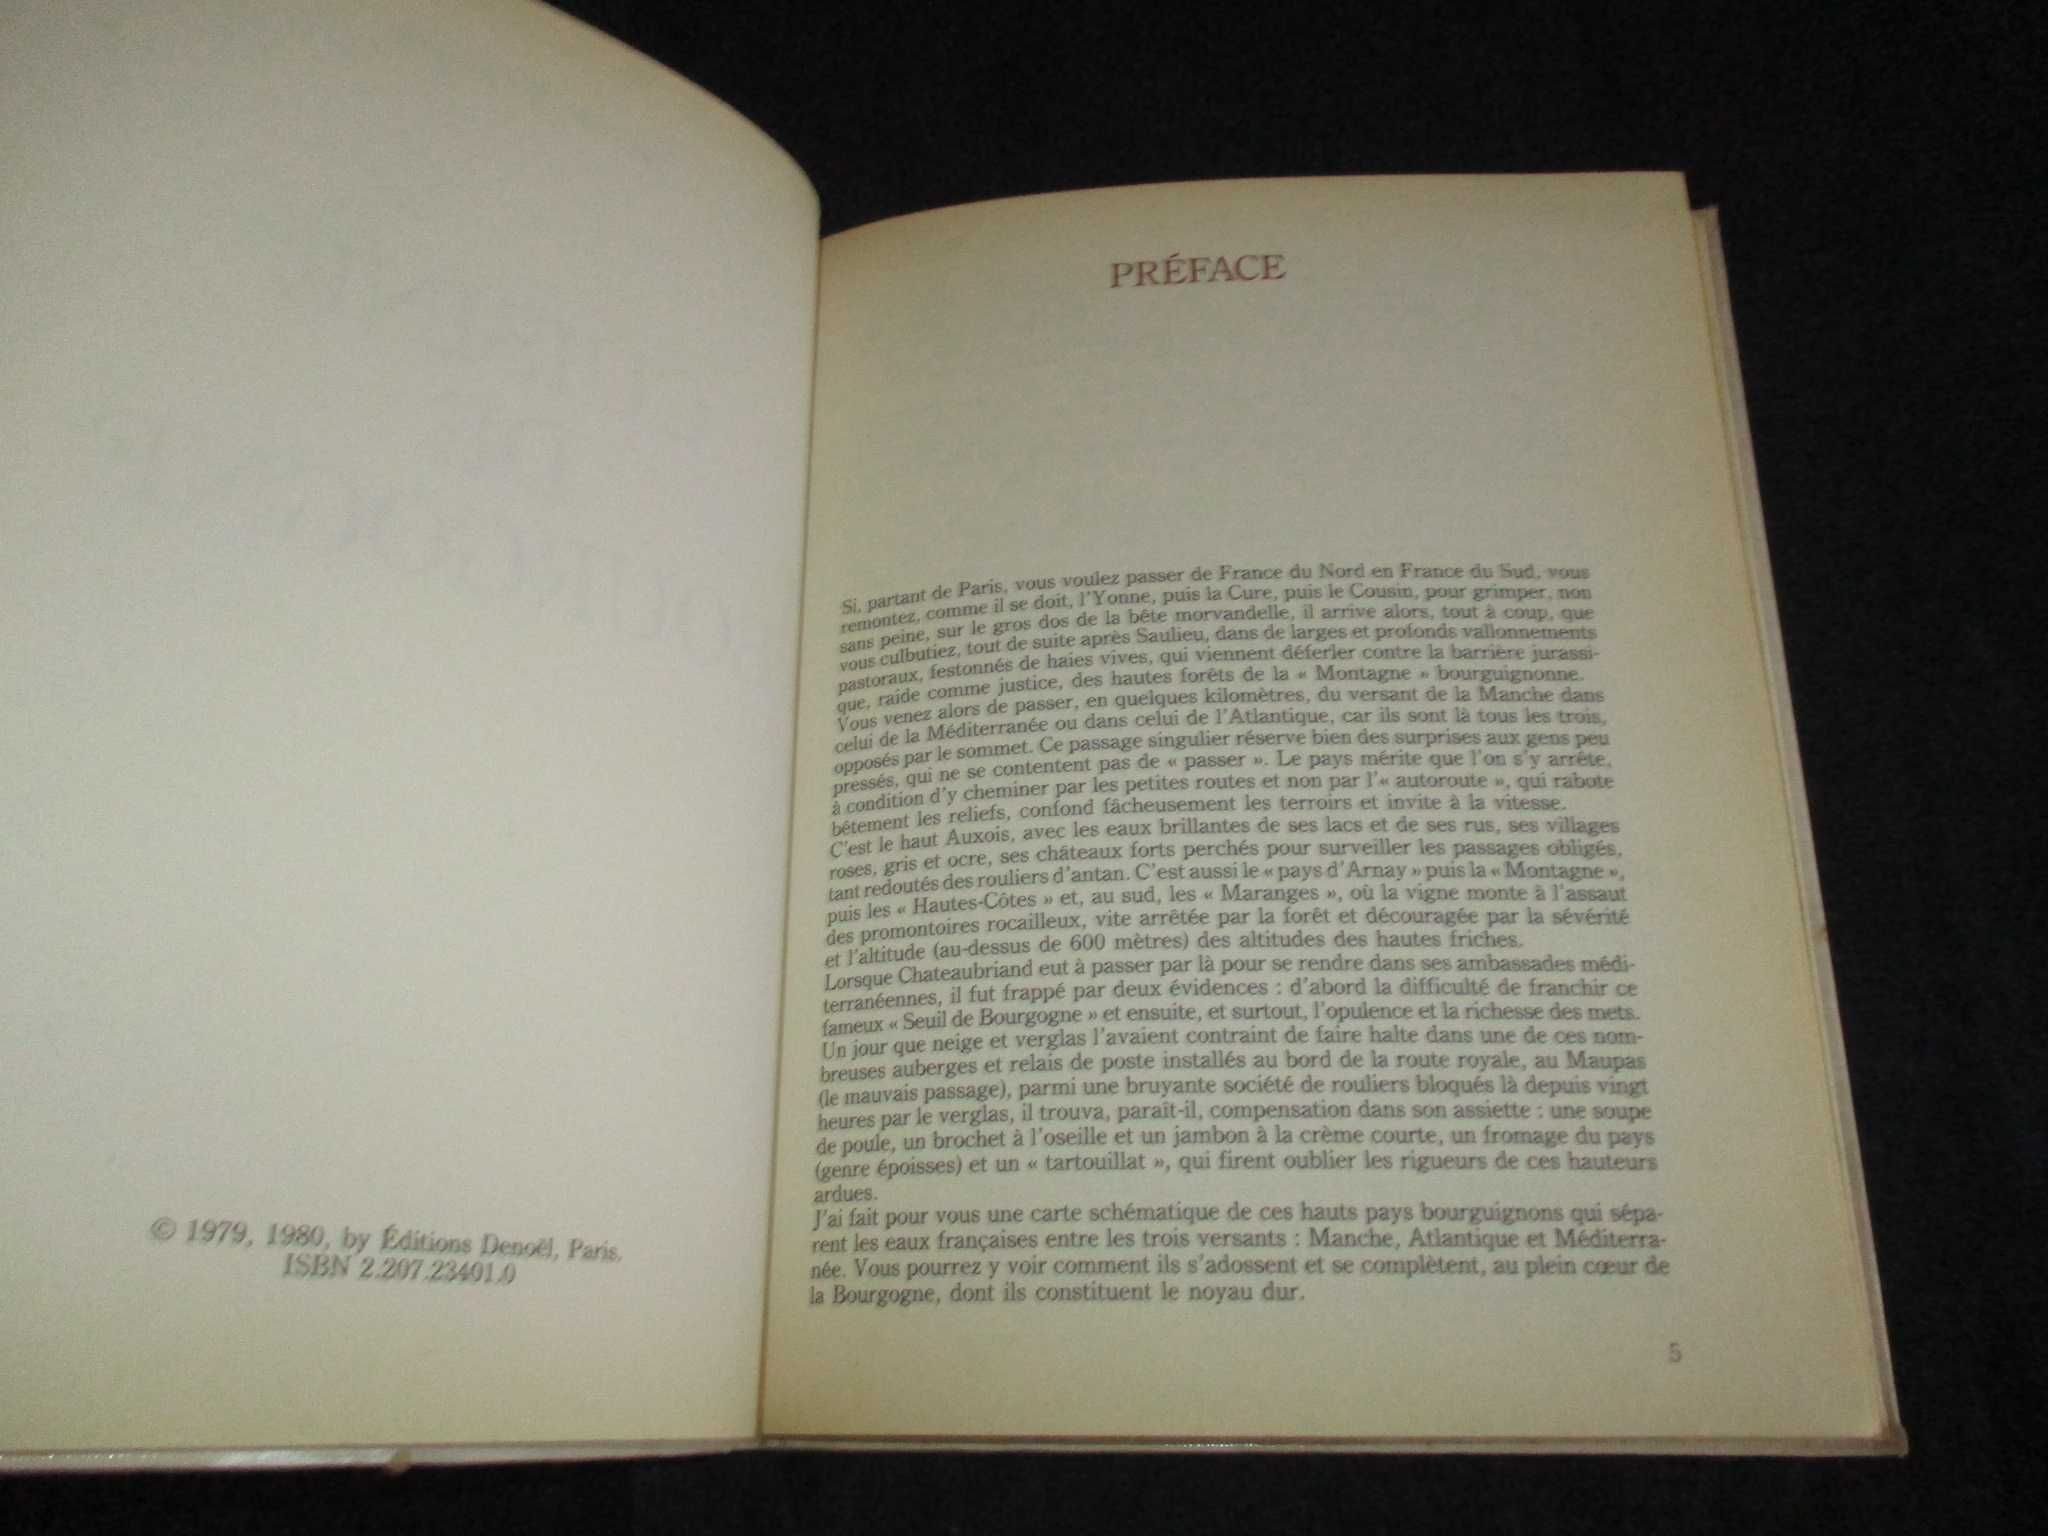 © 1979, 1980, by Éditions Denoël, Paris.
ISBN 2.207.23401.0
PRÉFACE
Si, partant de Paris, vous voulez passer de France du Nord en France du Sud, vous
remontez, comme il se doit, l'Yonne, puis la Cure, puis le Cousin, pour grimper, non
sans peine, sur le gros dos de la bête morvandelle, il arrive alors, tout à coup, que
vous culbutiez, tout de suite après Saulieu, dans de larges et profonds vallonnements
pastoraux, festonnés de haies vives, qui viennent déferler contre la barrière jurassi-
que, raide comme justice, des hautes forêts de la « Montagne » bourguignonne.
Vous venez alors de passer, en quelques kilomètres, du versant de la Manche dans
celui de la Méditerranée ou dans celui de l'Atlantique, car ils sont là tous les trois,
opposés par le sommet. Ce passage singulier réserve bien des surprises aux gens peu
pressés, qui ne se contentent pas de « passer ». Le pays mérite que l'on s'y arrête,
à condition d'y cheminer par les petites routes et non par l'« autoroute », qui rabote
bêtement les reliefs, confond fâcheusement les terroirs et invite à la vitesse.
C'est le haut Auxois, avec les eaux brillantes de ses lacs et de ses rus, ses villages
roses, gris et ocre, ses châteaux forts perchés pour surveiller les passages obligés,
tant redoutés des rouliers d'antan. C'est aussi le « pays d'Arnay » puis la « Montagne »,
puis les « Hautes-Côtes » et, au sud, les « Maranges », où la vigne monte à l'assaut
des promontoires rocailleux, vite arrêtée par la forêt et découragée par la sévérité
et l'altitude (au-dessus de 600 mètres) des altitudes des hautes friches.
Lorsque Chateaubriand eut à passer par là pour se rendre dans ses ambassades médi-
terranéennes, il fut frappé par deux évidences : d'abord la difficulté de franchir ce
fameux « Seuil de Bourgogne » et ensuite, et surtout, l'opulence et la richesse des mets.
Un jour que neige et verglas l'avaient contraint de faire halte dans une de ces nom-
breuses auberges et relais de poste installés au bord de la route royale, au Maupas
(le mauvais passage), parmi une bruyante société de rouliers bloqués là depuis vingt
heures par le verglas, il trouva, paraît-il, compensation dans son assiette : une soupe
de poule, un brochet à l'oseille et un jambon à la crème courte, un fromage du pays
(genre époisses) et un « tartouillat », qui firent oublier les rigueurs de ces hauteurs
ardues.
J'ai fait pour vous une carte schématique de ces hauts pays bourguignons qui sépa-
rent les eaux françaises entre les trois versants : Manche, Atlantique et Méditerra-
née. Vous pourrez y voir comment ils s'adossent et se complètent, au plein cœur de
la Bourgogne, dont ils constituent le noyau dur.
5